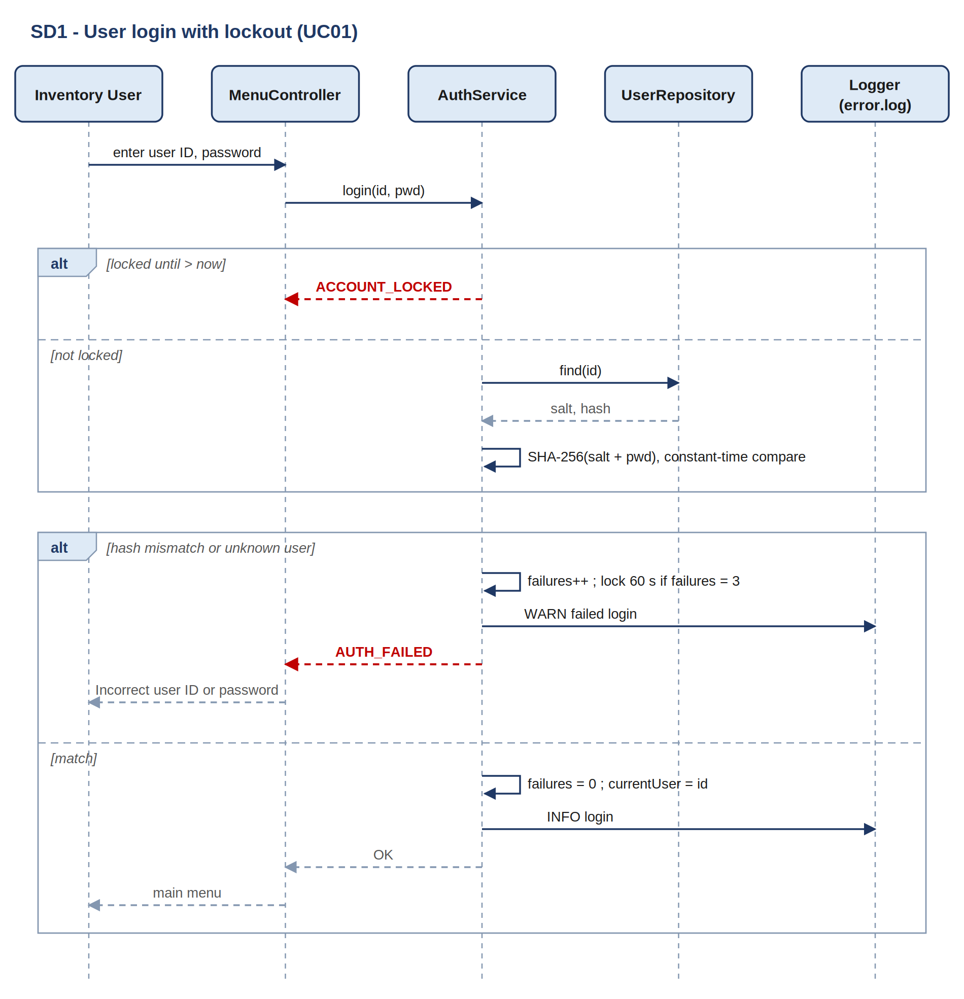 SD1 - User login with lockout (UC01)
Inventory User
MenuController
AuthService
UserRepository
Logger
(error.log)
enter user ID, password
login(id, pwd)
alt
[locked until > now]
ACCOUNT_LOCKED
[not locked]
find(id)
salt, hash
SHA-256(salt + pwd), constant-time compare
alt
[hash mismatch or unknown user]
failures++ ; lock 60 s if failures = 3
WARN failed login
AUTH_FAILED
Incorrect user ID or password
[match]
failures = 0 ; currentUser = id
INFO login
OK
main menu